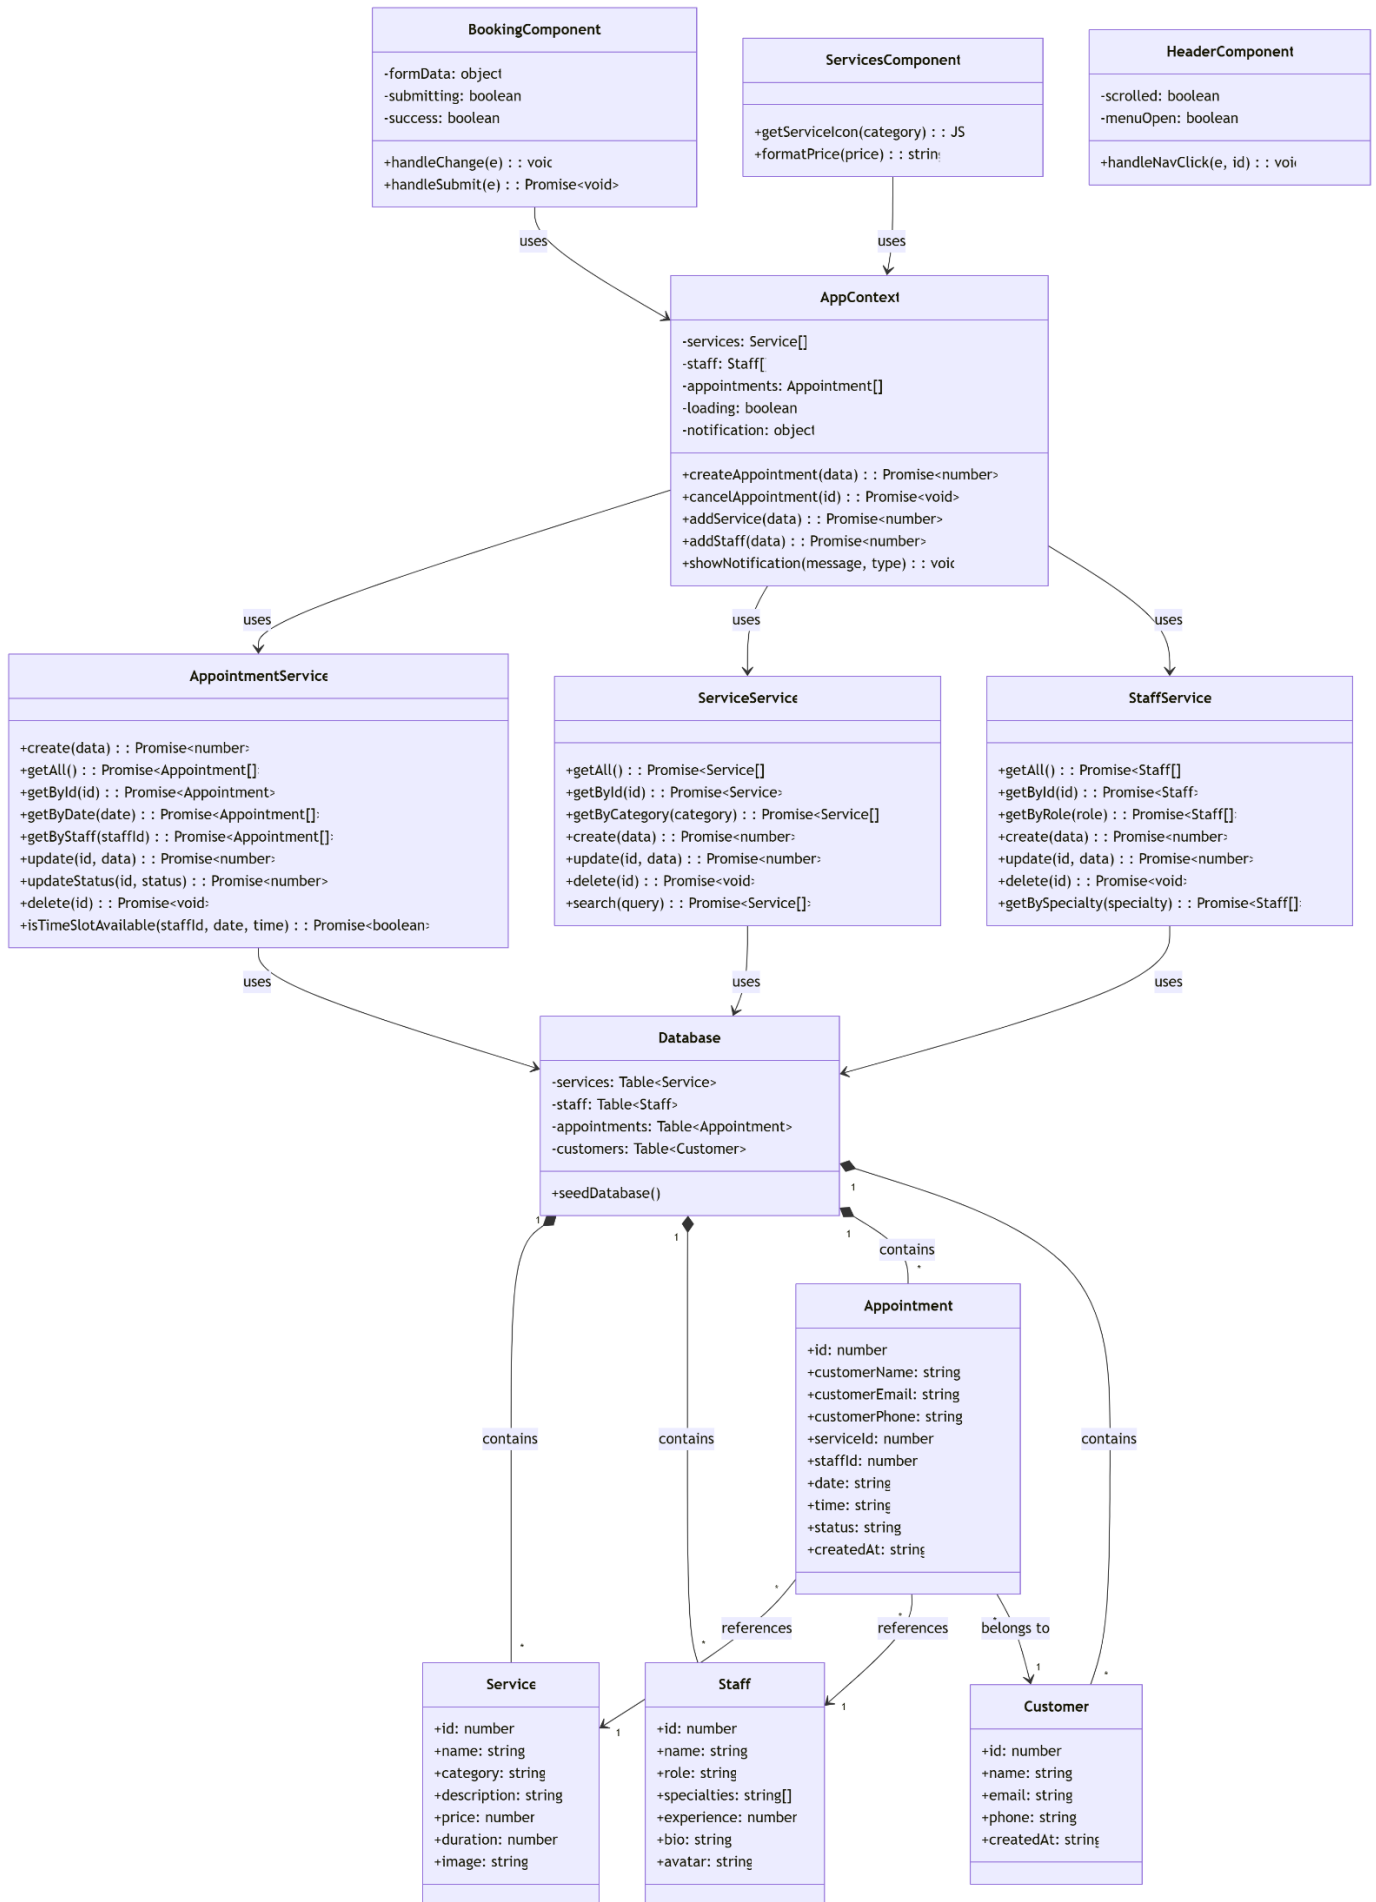 BookingComponent
-formData: object
-submitting: boolean
-success: boolean
+handleChange(e) : : void
+handleSubmit(e) : : Promise<void>
ServicesComponent
+getServiceIcon(category) : : JS
+formatPrice(price) : : string
HeaderComponent
-scrolled: boolean
-menuOpen: boolean
+handleNavClick(e, id) : : void
uses
uses
AppContext
-services: Service[]
-staff: Staff[
-appointments: Appointment[]
-loading: boolean
-notification: object
+createAppointment(data) : : Promise<number>
+cancelAppointment(id) : : Promise<void>
+addService(data) : : Promise<number>
+addStaff(data) : : Promise<number>
+showNotification(message, type) : : void
uses
uses
uses
AppointmentService
+create(data) : : Promise<number>
+getAll() : : Promise<Appointment[]>
+getById(id) : : Promise<Appointment>
+getByDate(date) : : Promise<Appointment[]>
+getByStaff(staffId) : : Promise<Appointment[]>
+update(id, data) : : Promise<number>
+updateStatus(id, status) : : Promise<number>
+delete(id) : : Promise<void>
+isTimeSlotAvailable(staffId, date, time) : : Promise<boolean>
ServiceService
+getAll() : : Promise<Service[]
+getById(id) : : Promise<Service>
+getByCategory(category) : : Promise<Service[]
+create(data) : : Promise<number>
+update(id, data) : : Promise<number>
+delete(id) : : Promise<void>
+search(query) : : Promise<Service[]>
StaffService
+getAll() : : Promise<Staff[]
+getById(id) : : Promise<Staff>
+getByRole(role) : : Promise<Staff[]>
+create(data) : : Promise<number>
+update(id, data) : : Promise<number>
+delete(id) : : Promise<void>
+getBySpecialty(specialty) : : Promise<Staff[]>
uses
uses
uses
Database
-services: Table<Service>
-staff: Table<Staff>
-appointments: Table<Appointment>
-customers: Table<Customer>
+seedDatabase()
1
1
1
1
contains
*
Appointment
+id: number
+customerName: string
+customerEmail: string
+customerPhone: string
+serviceId: number
+staffId: number
+date: string
+time: string
+status: string
+createdAt: string
contains
contains
contains
*
*
*
references
references
belongs to
*
*
*
1
1
1
Service
+id: number
+name: string
+category: string
+description: string
+price: number
+duration: number
+image: string
Staff
+id: number
+name: string
+role: string
+specialties: string[]
+experience: number
+bio: string
+avatar: string
Customer
+id: number
+name: string
+email: string
+phone: string
+createdAt: string